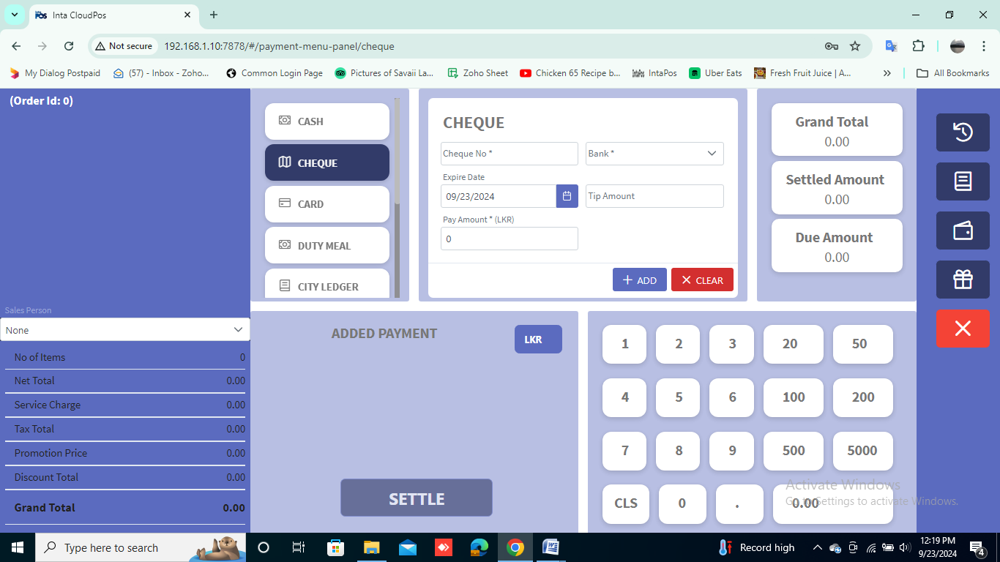 Inta CloudPos
Not secure
192.168.1.10:7878/#/payment-menu-panel/cheque
My Dialog Postpaid
(57) - Inbox - Zoho...
Common Login Page
Pictures of Savaii La...
Zoho Sheet
Chicken 65 Recipe b...
IntaPos
Uber Eats
Fresh Fruit Juice | A...
All Bookmarks
(Order Id: 0)
CASH
CHEQUE
CARD
DUTY MEAL
CITY LEDGER
CHEQUE
Cheque No *
Bank *
Expire Date
09/23/2024
Tip Amount
Pay Amount * (LKR)
0
ADD
CLEAR
Grand Total
0.00
Settled Amount
0.00
Due Amount
0.00
Sales Person
None
No of Items 0
Net Total 0.00
Service Charge 0.00
Tax Total 0.00
Promotion Price 0.00
Discount Total 0.00
Grand Total 0.00
ADDED PAYMENT
LKR
SETTLE
1 2 3 20 50
4 5 6 100 200
7 8 9 500 5000
CLS 0 . 0.00
Activate Windows
Go to Settings to activate Windows.
Type here to search
Record high
12:19 PM
9/23/2024
4